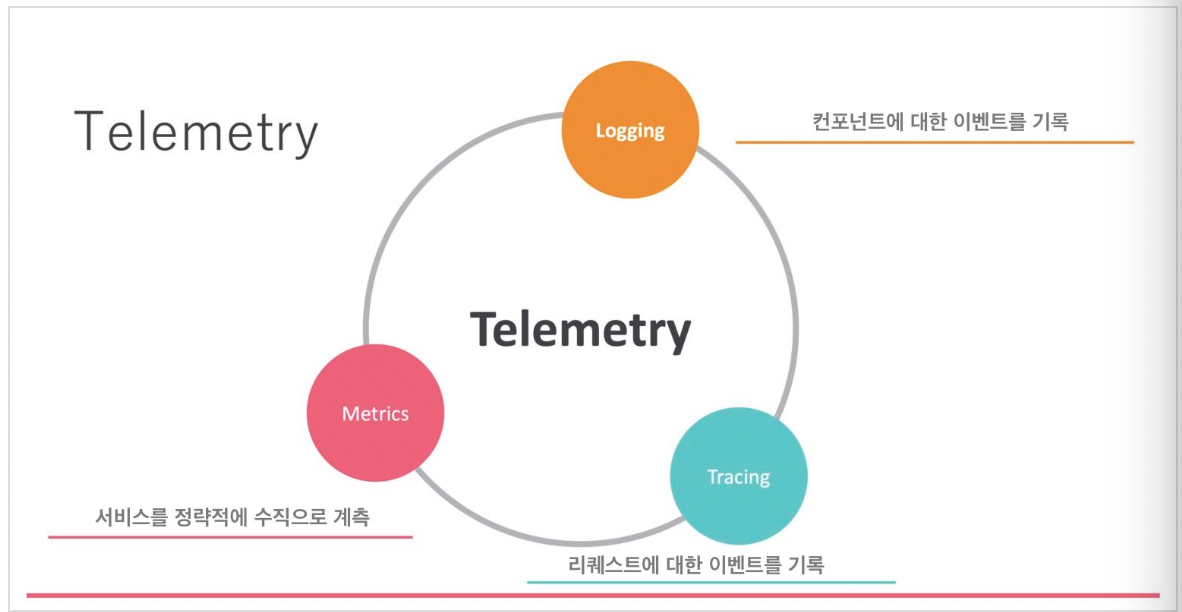 Telemetry
Logging
컨포넌트에 대한 이벤트를 기록
Telemetry
Metrics
Tracing
서비스를 정략적에 수직으로 계측
리퀘스트에 대한 이벤트를 기록